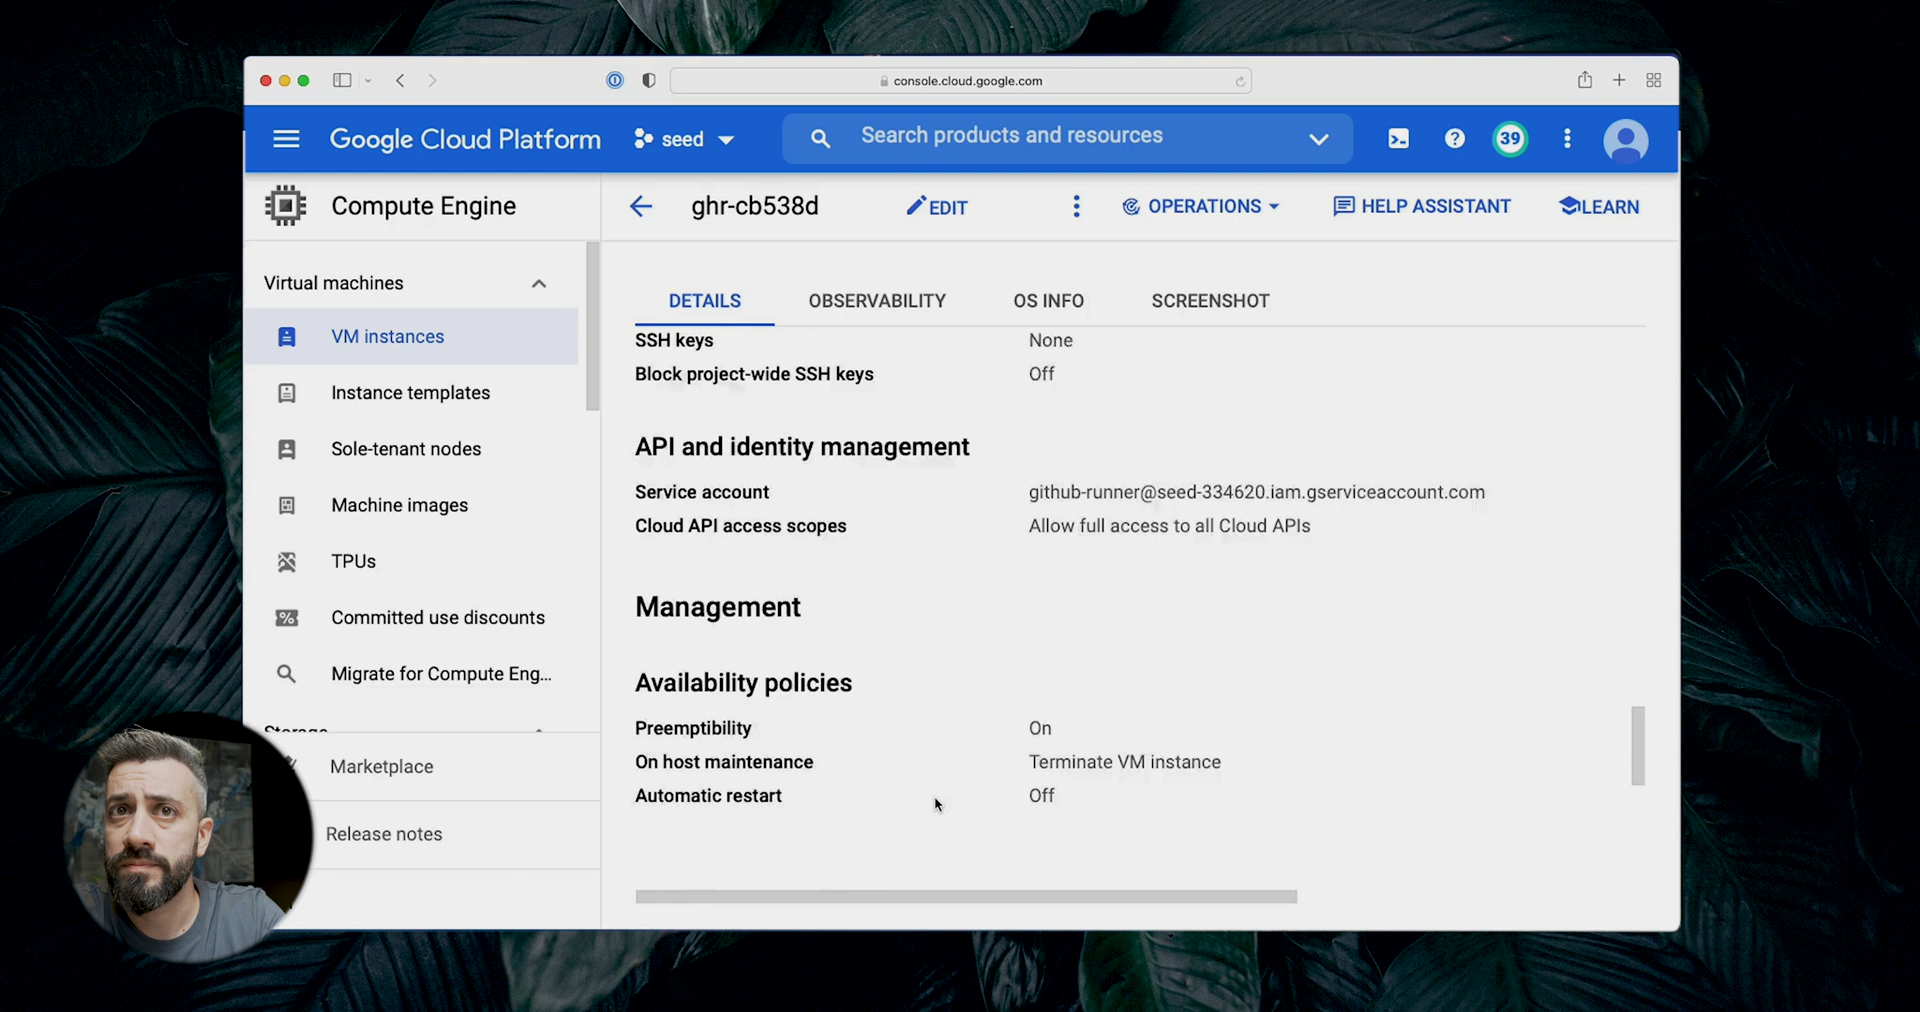 console.cloud.google.com
Google Cloud Platform
seed
Search products and resources
39
Compute Engine
ghr-cb538d
EDIT
OPERATIONS
HELP ASSISTANT
LEARN
Virtual machines
VM instances
Instance templates
Sole-tenant nodes
Machine images
TPUs
Committed use discounts
Migrate for Compute Eng...
Storage
Marketplace
Release notes
DETAILS
OBSERVABILITY
OS INFO
SCREENSHOT
SSH keys None
Block project-wide SSH keys Off
API and identity management
Service account github-runner@seed-334620.iam.gserviceaccount.com
Cloud API access scopes Allow full access to all Cloud APIs
Management
Availability policies
Preemptibility On
On host maintenance Terminate VM instance
Automatic restart Off